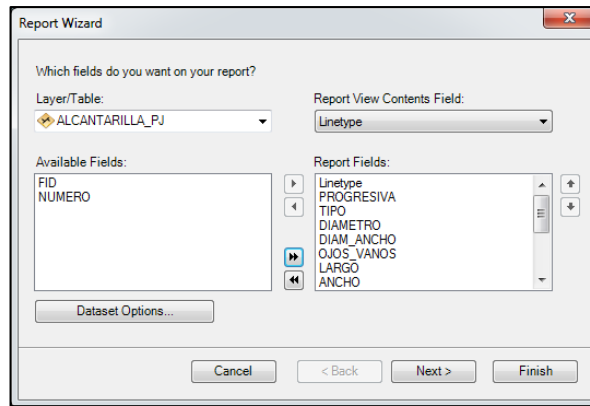 Report Wizard
Which fields do you want on your report?
Layer/Table:
ALCANTARILLA_PJ
Report View Contents Field:
Linetype
Available Fields:
FID
NUMERO
Report Fields:
Linetype
PROGRESIVA
TIPO
DIAMETRO
DIAM_ANCHO
OJOS_VANOS
LARGO
ANCHO
Dataset Options...
Cancel
< Back
Next >
Finish